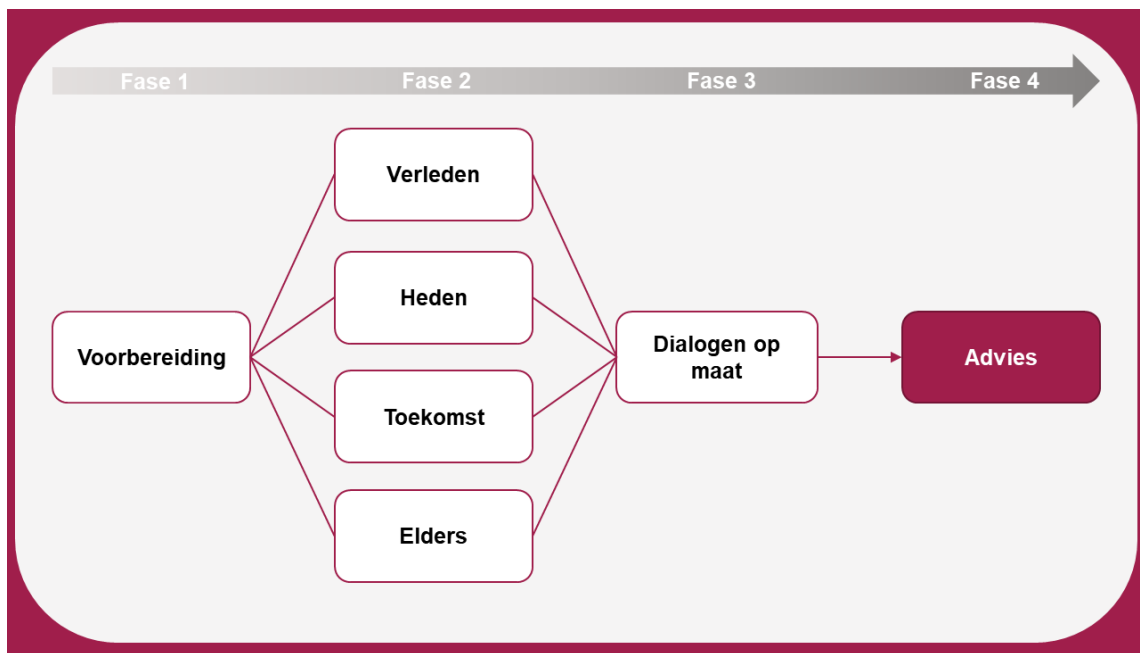 Fase 1
Fase 2
Fase 3
Fase 4
Voorbereiding
Verleden
Heden
Toekomst
Elders
Dialogen op
maat
Advies